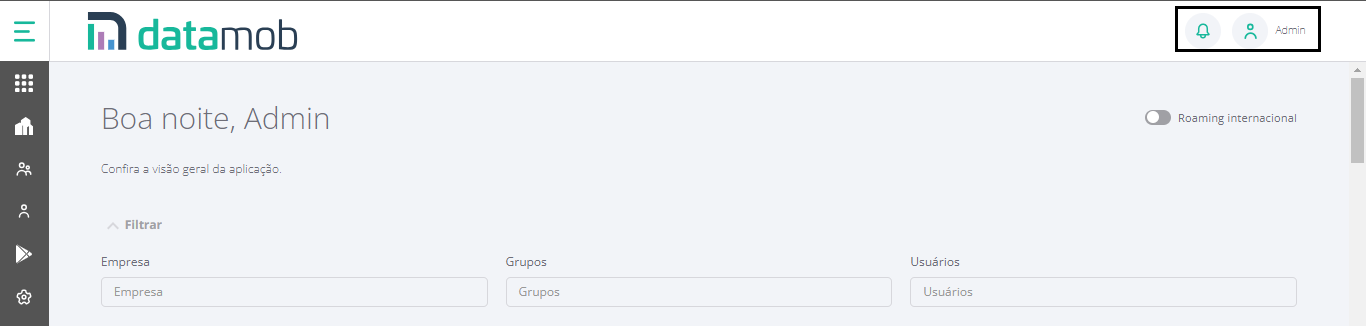 datamob
Admin
Boa noite, Admin
Roaming internacional
Confira a visão geral da aplicação.
Filtrar
Empresa
Grupos
Usuários
Empresa
Grupos
Usuários